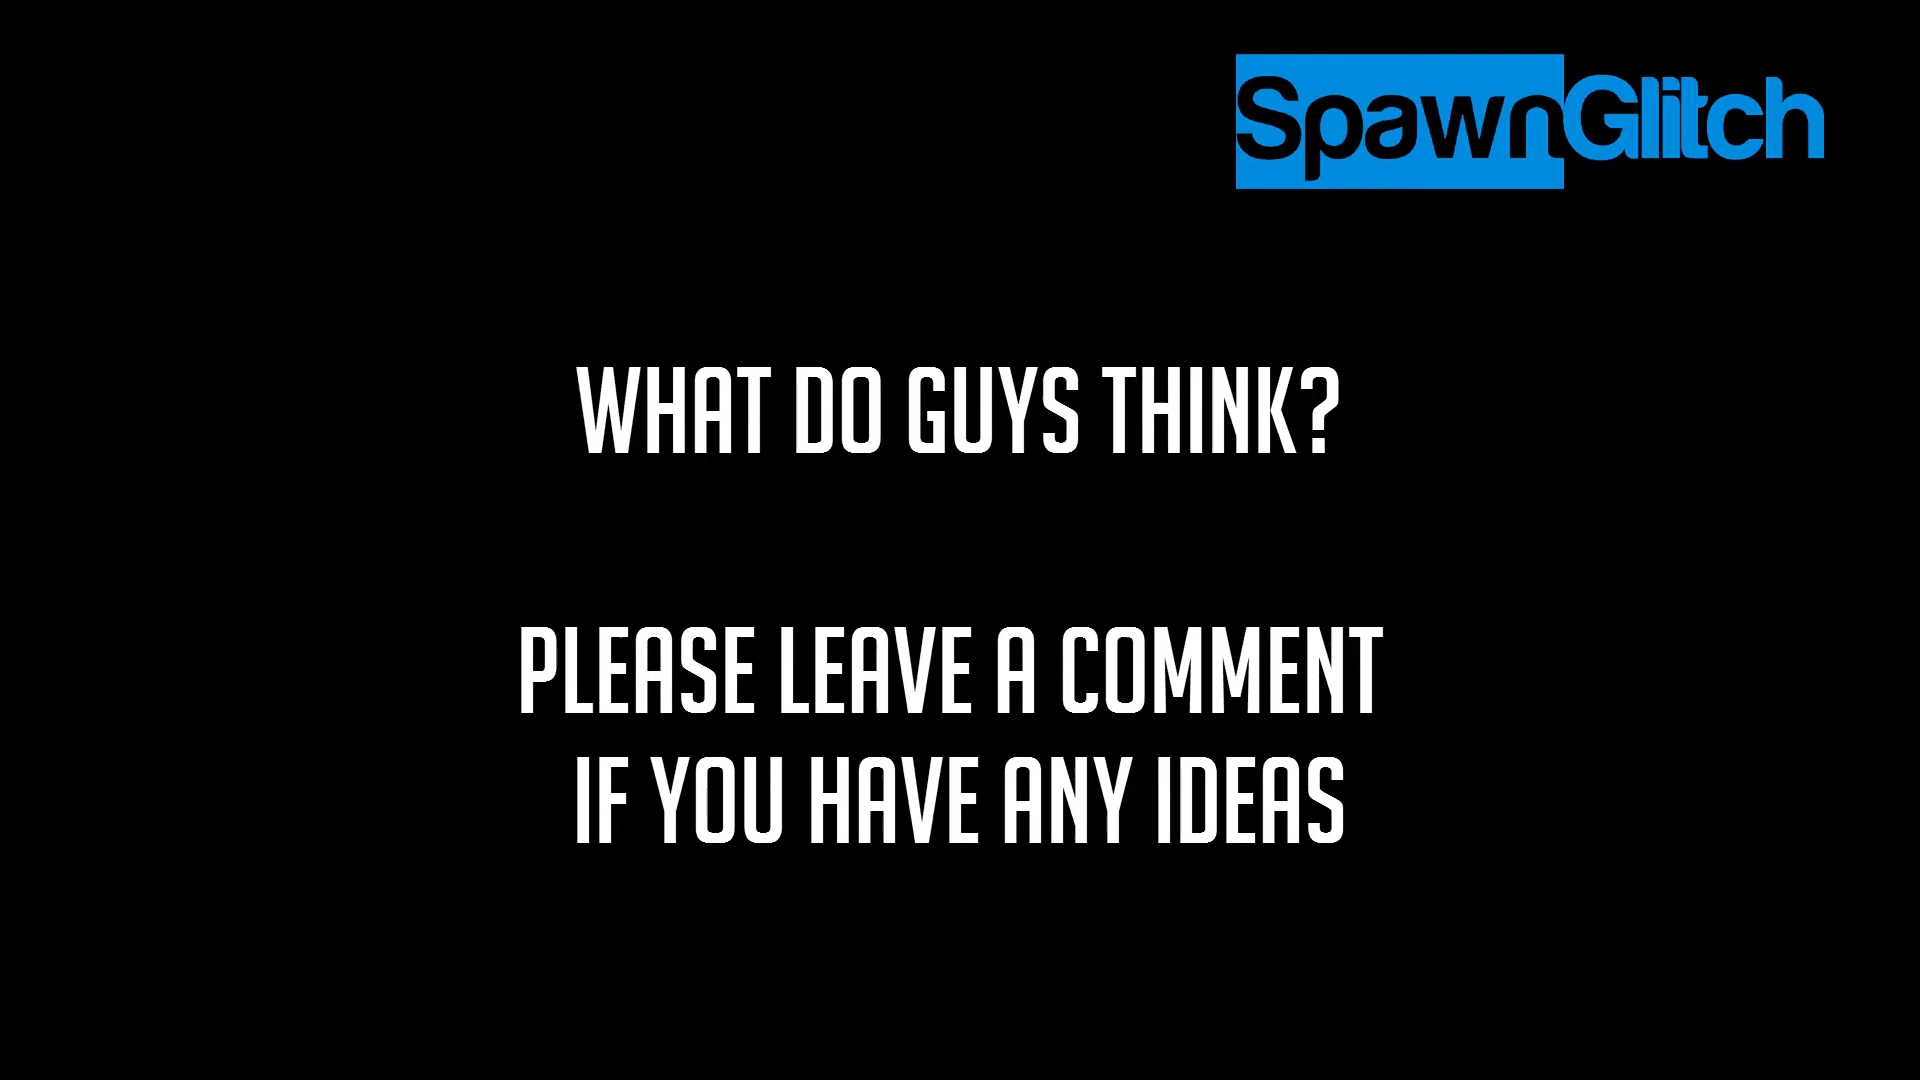 SpawnGlitch
WHAT DO GUYS THINK?
PLEASE LEAVE A COMMENT
IF YOU HAVE ANY IDEAS